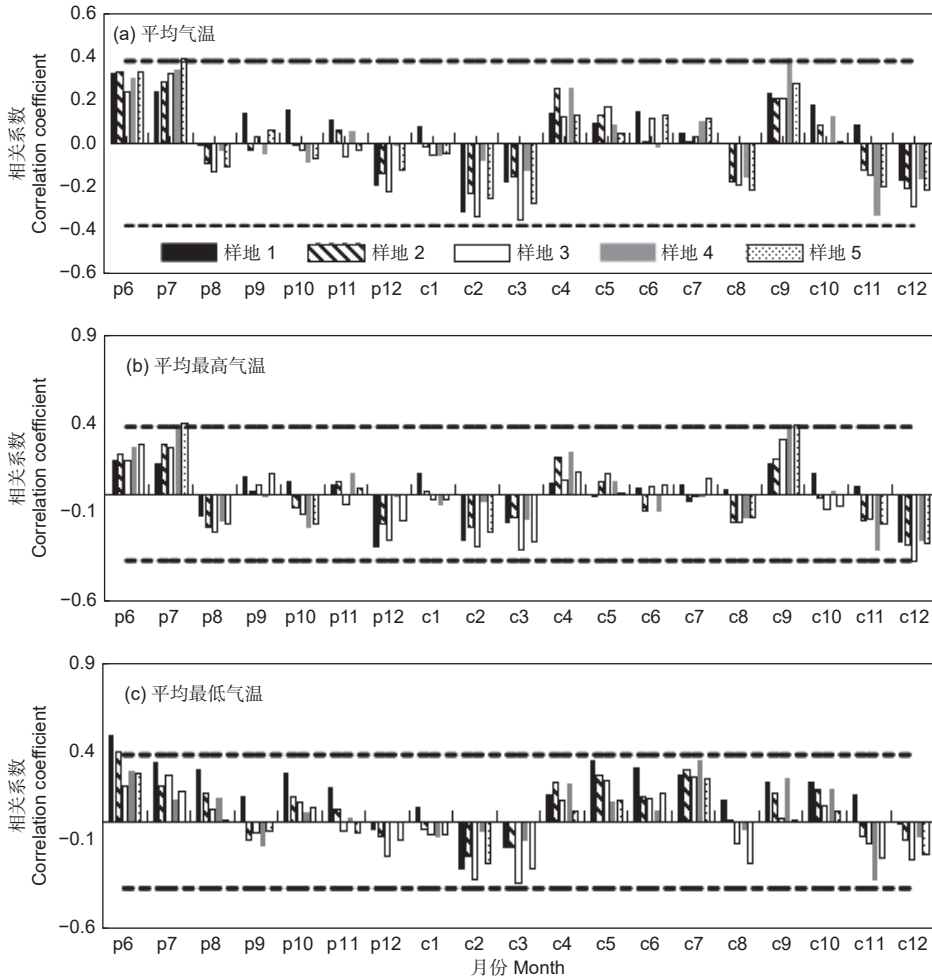 0.6
(a) 平均气温
0.4
0.2
0.0
−0.2
−0.4
−0.6
相关系数
Correlation coefficient
样地 1 样地 2 样地 3 样地 4 样地 5
p6 p7 p8 p9 p10 p11 p12 c1 c2 c3 c4 c5 c6 c7 c8 c9 c10 c11 c12
0.9
(b) 平均最高气温
0.4
−0.1
−0.6
相关系数
Correlation coefficient
p6 p7 p8 p9 p10 p11 p12 c1 c2 c3 c4 c5 c6 c7 c8 c9 c10 c11 c12
0.9
(c) 平均最低气温
0.4
−0.1
−0.6
相关系数
Correlation coefficient
p6 p7 p8 p9 p10 p11 p12 c1 c2 c3 c4 c5 c6 c7 c8 c9 c10 c11 c12
月份 Month